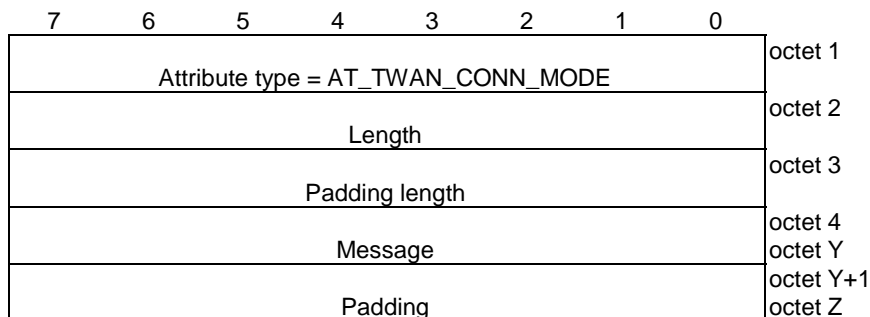 7 6 5 4 3 2 1 0
octet 1
Attribute type = AT_TWAN_CONN_MODE
octet 2
Length
octet 3
Padding length
octet 4
Message octet Y
octet Y+1
Padding octet Z